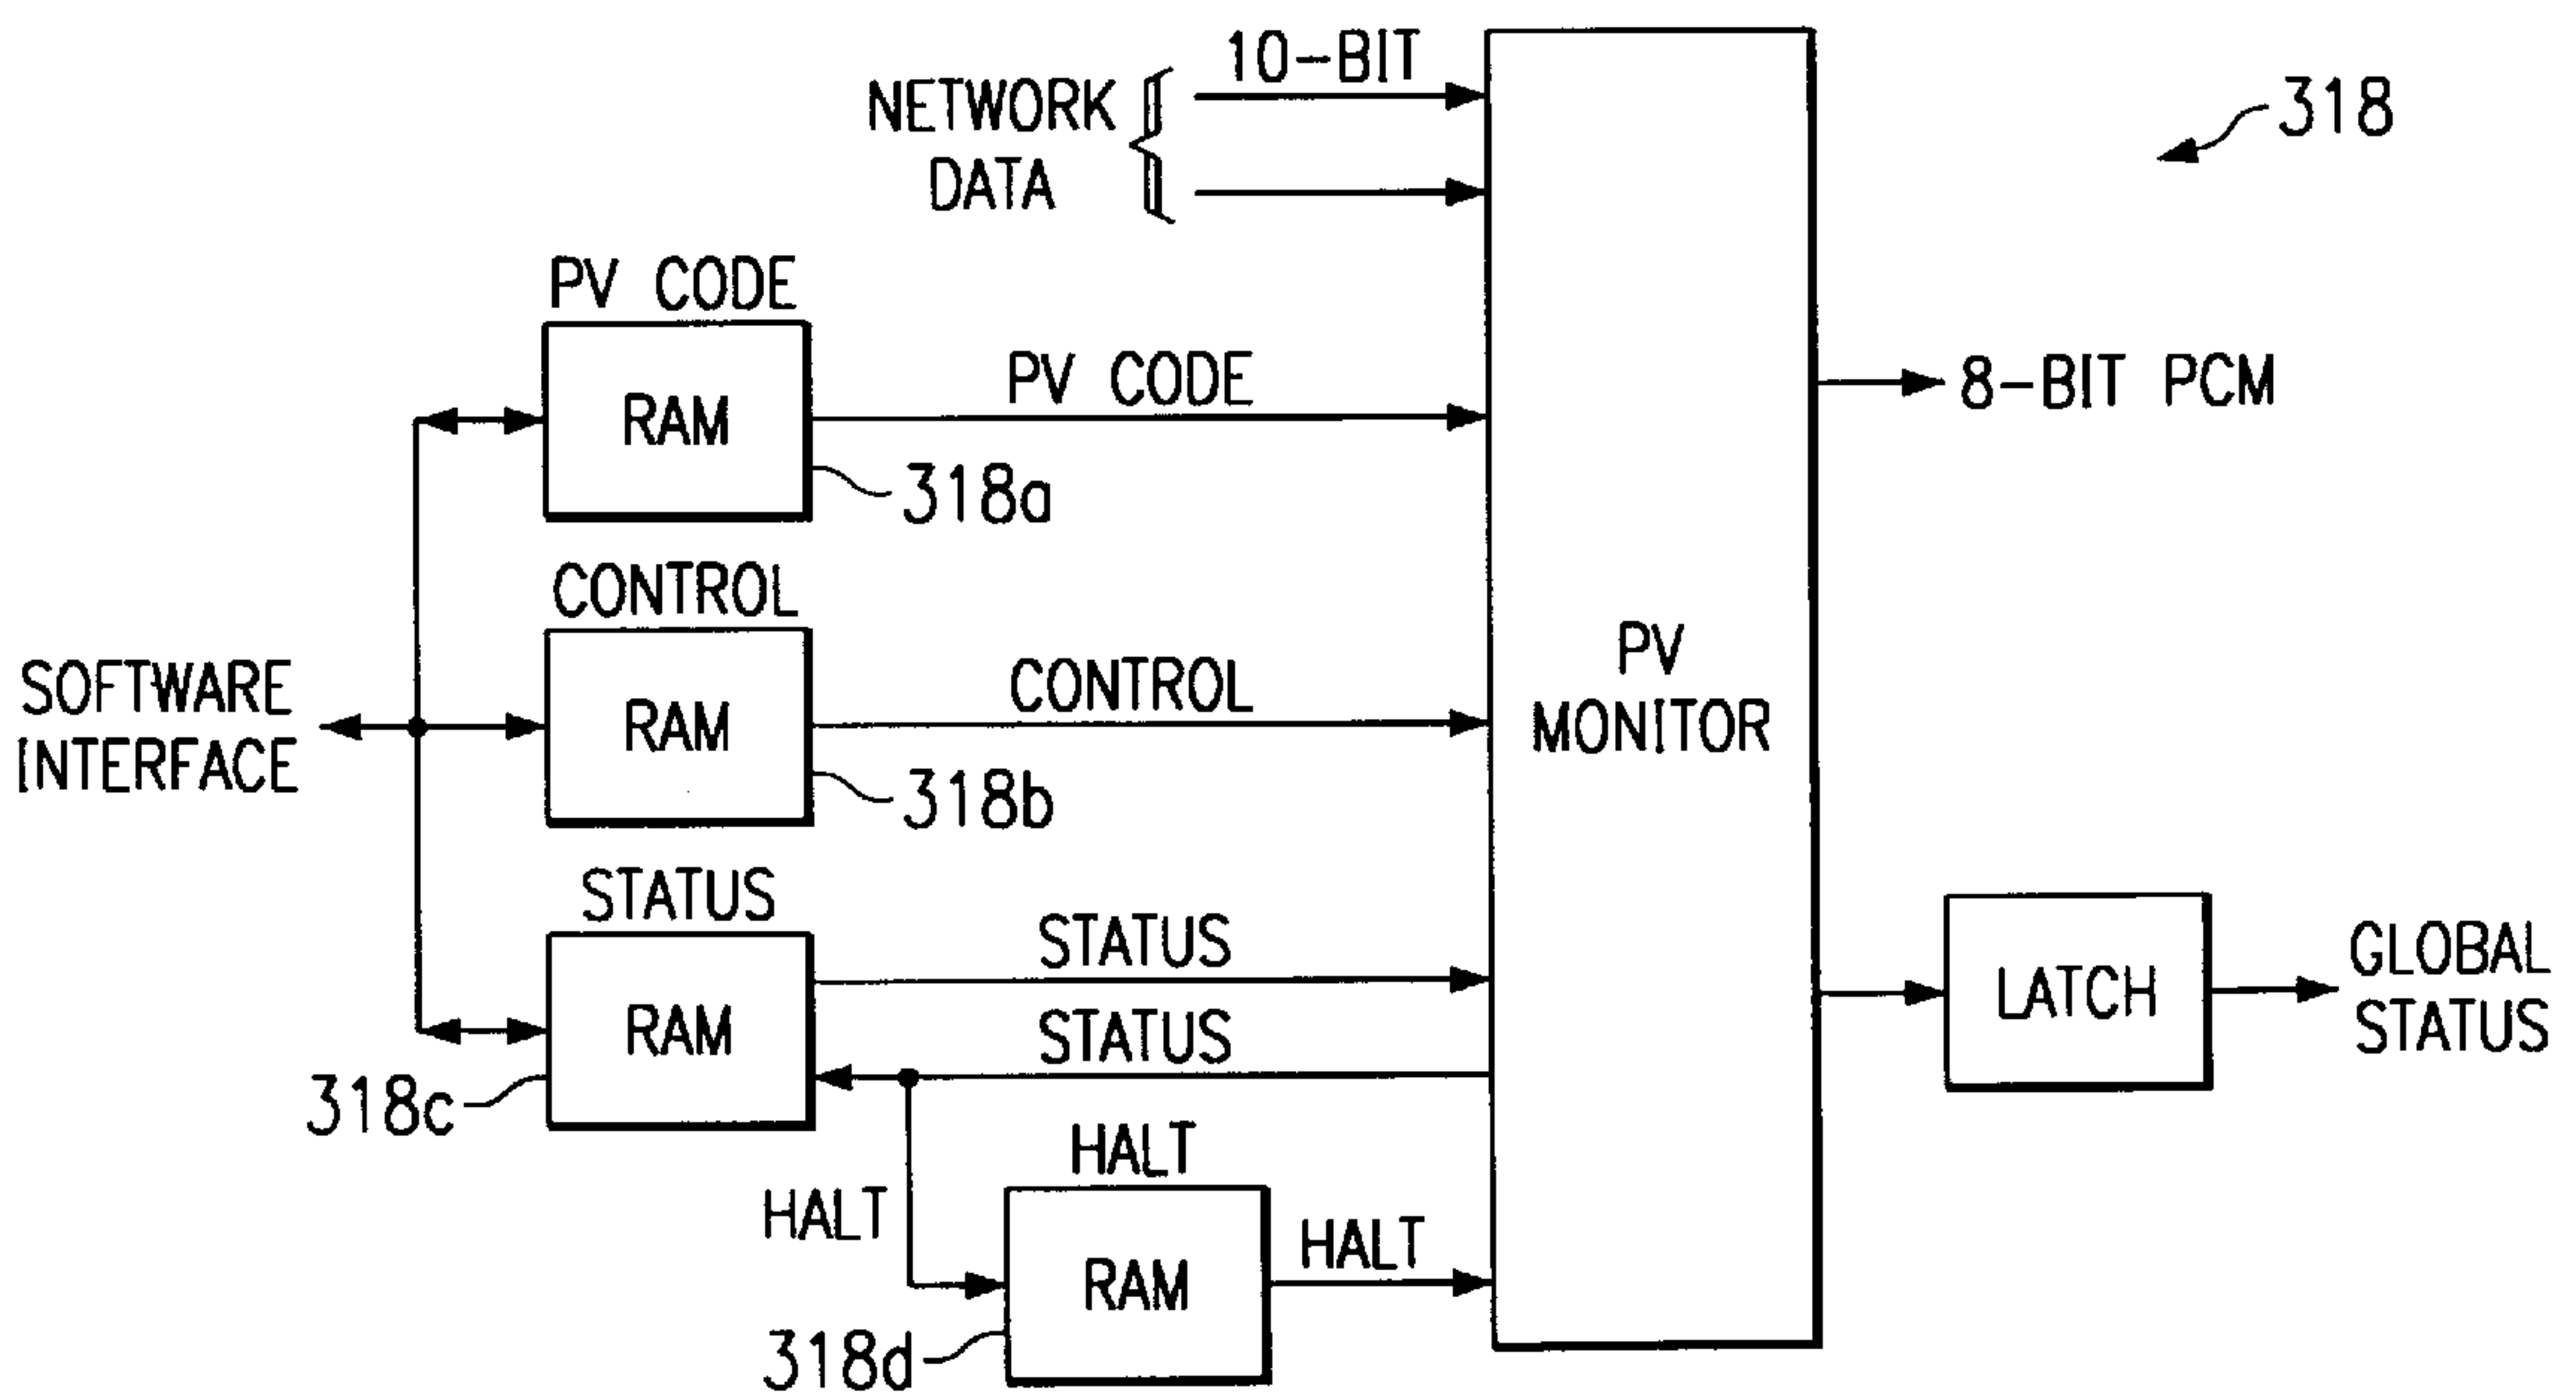 10-BIT
NETWORK
DATA
318
PV CODE
RAM
PV CODE
8-BIT PCM
318a
CONTROL
RAM
CONTROL
318b
SOFTWARE
INTERFACE
PV
MONITOR
STATUS
RAM
STATUS
STATUS
318c
LATCH
GLOBAL
STATUS
HALT
HALT
RAM
HALT
318d